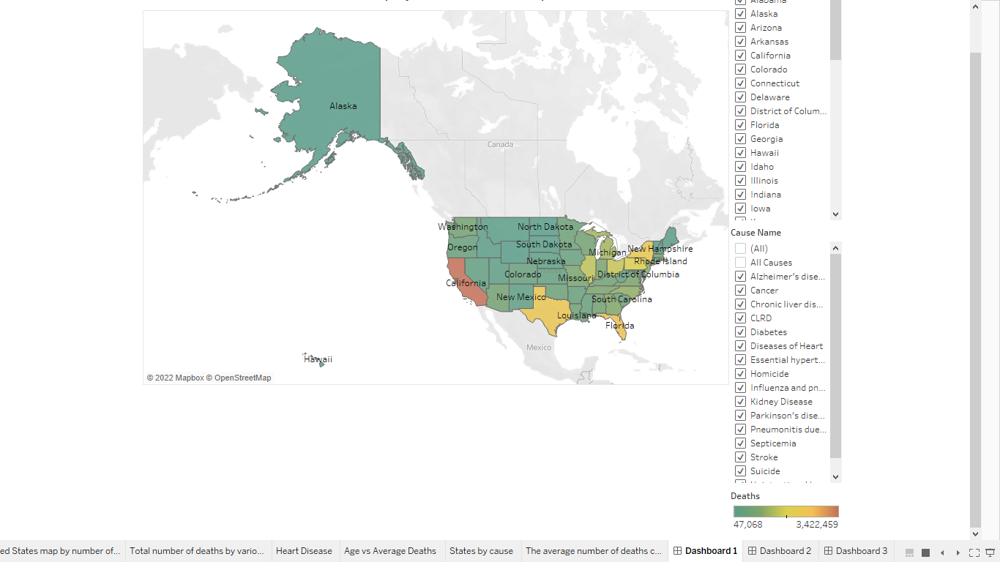 Alabama
Alaska
Arizona
Arkansas
California
Colorado
Connecticut
Delaware
District of Colum...
Florida
Georgia
Hawaii
Idaho
Illinois
Indiana
Iowa
Alaska
Canada
Washington
North Dakota
Oregon
South Dakota
Michigan
New Hampshire
Nebraska
Rhode Island
Colorado
Missouri
District of Columbia
California
New Mexico
South Carolina
Louisiana
Florida
Mexico
Hawaii
© 2022 Mapbox © OpenStreetMap
Cause Name
(All)
All Causes
Alzheimer's dise...
Cancer
Chronic liver dis...
CLRD
Diabetes
Diseases of Heart
Essential hypert...
Homicide
Influenza and pn...
Kidney Disease
Parkinson's dise...
Pneumonitis due...
Septicemia
Stroke
Suicide
Deaths
47,068 3,422,459
ed States map by number of... Total number of deaths by vario... Heart Disease Age vs Average Deaths States by cause The average number of deaths c... Dashboard 1 Dashboard 2 Dashboard 3